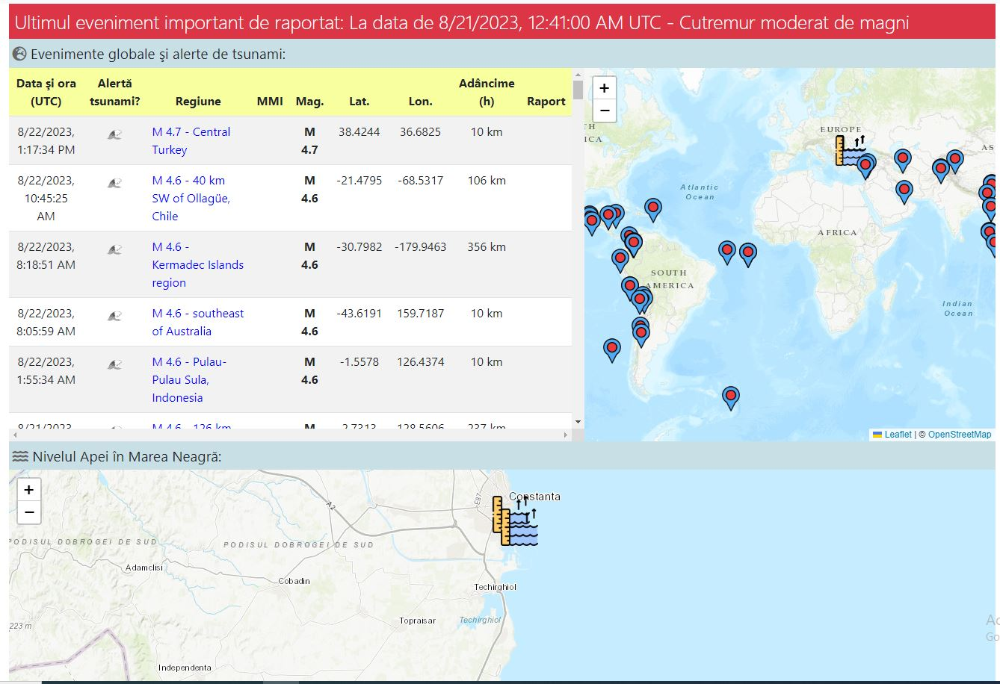 Ultimul eveniment important de raportat: La data de 8/21/2023, 12:41:00 AM UTC - Cutremur moderat de magni
Evenimente globale şi alerte de tsunami:
Data şi ora (UTC) Alertă tsunami? Regiune MMI Mag. Lat. Lon. Adâncime (h) Raport
8/22/2023, 1:17:34 PM M 4.7 - Central Turkey M 4.7 38.4244 36.6825 10 km
8/22/2023, 10:45:25 AM M 4.6 - 40 km SW of Ollagüe, Chile M 4.6 -21.4795 -68.5317 106 km
8/22/2023, 8:18:51 AM M 4.6 - Kermadec Islands region M 4.6 -30.7982 -179.9463 356 km
8/22/2023, 8:05:59 AM M 4.6 - southeast of Australia M 4.6 -43.6191 159.7187 10 km
8/22/2023, 1:55:34 AM M 4.6 - Pulau-Pulau Sula, Indonesia M 4.6 -1.5578 126.4374 10 km
8/21/2023, M 4.6 - 126 km M -2.7313 128.5606 237 km
+
−
EUROPE
Atlantic
Ocean
AFRICA
SOUTH
AMERICA
Indian
Ocean
Leaflet | © OpenStreetMap
Nivelul Apei în Marea Neagră:
+
−
A2
E87
Constanta
PODISUL DOBROGEI DE SUD
PODISUL DOBROGEI DE SUD
Adamclisi
Cobadin
Techirghiol
Topraisar
Techirghiol
223 m
Independenta